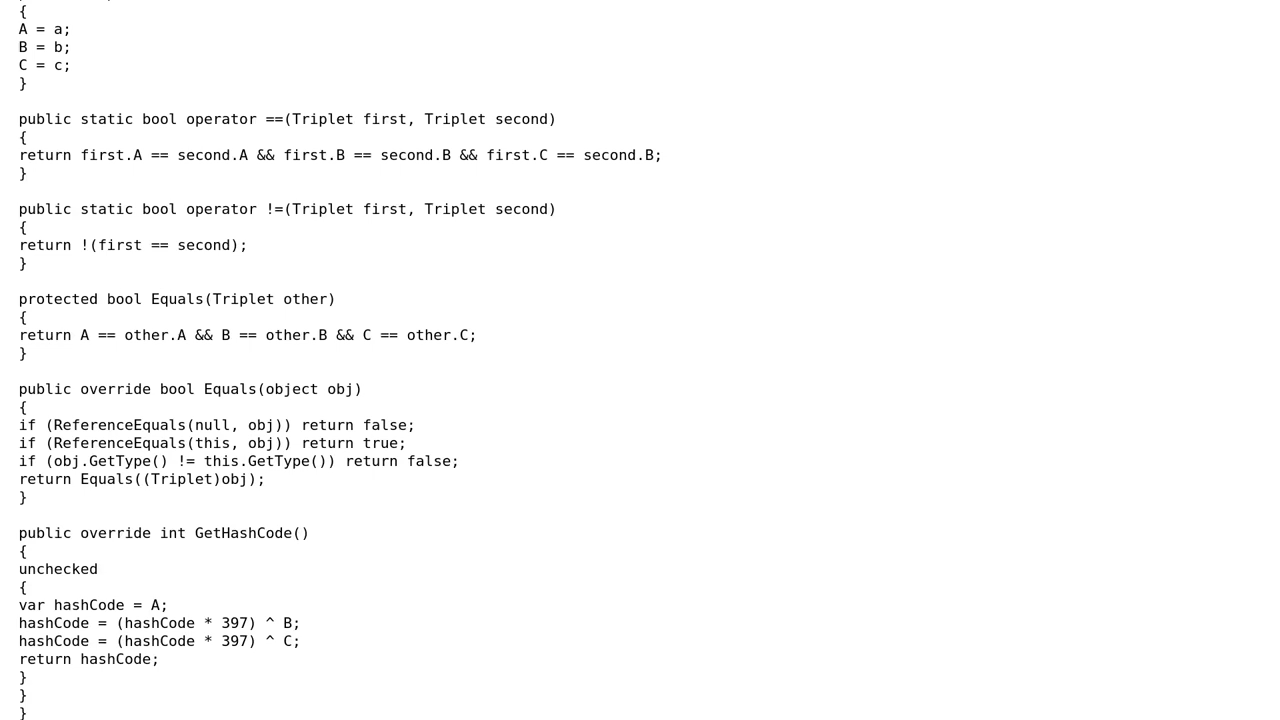 {
A = a;
B = b;
C = c;
}
public static bool operator ==(Triplet first, Triplet second)
{
return first.A == second.A && first.B == second.B && first.C == second.B;
}
public static bool operator !=(Triplet first, Triplet second)
{
return !(first == second);
}
protected bool Equals(Triplet other)
{
return A == other.A && B == other.B && C == other.C;
}
public override bool Equals(object obj)
{
if (ReferenceEquals(null, obj)) return false;
if (ReferenceEquals(this, obj)) return true;
if (obj.GetType() != this.GetType()) return false;
return Equals((Triplet)obj);
}
public override int GetHashCode()
{
unchecked
{
var hashCode = A;
hashCode = (hashCode * 397) ^ B;
hashCode = (hashCode * 397) ^ C;
return hashCode;
}
}
}